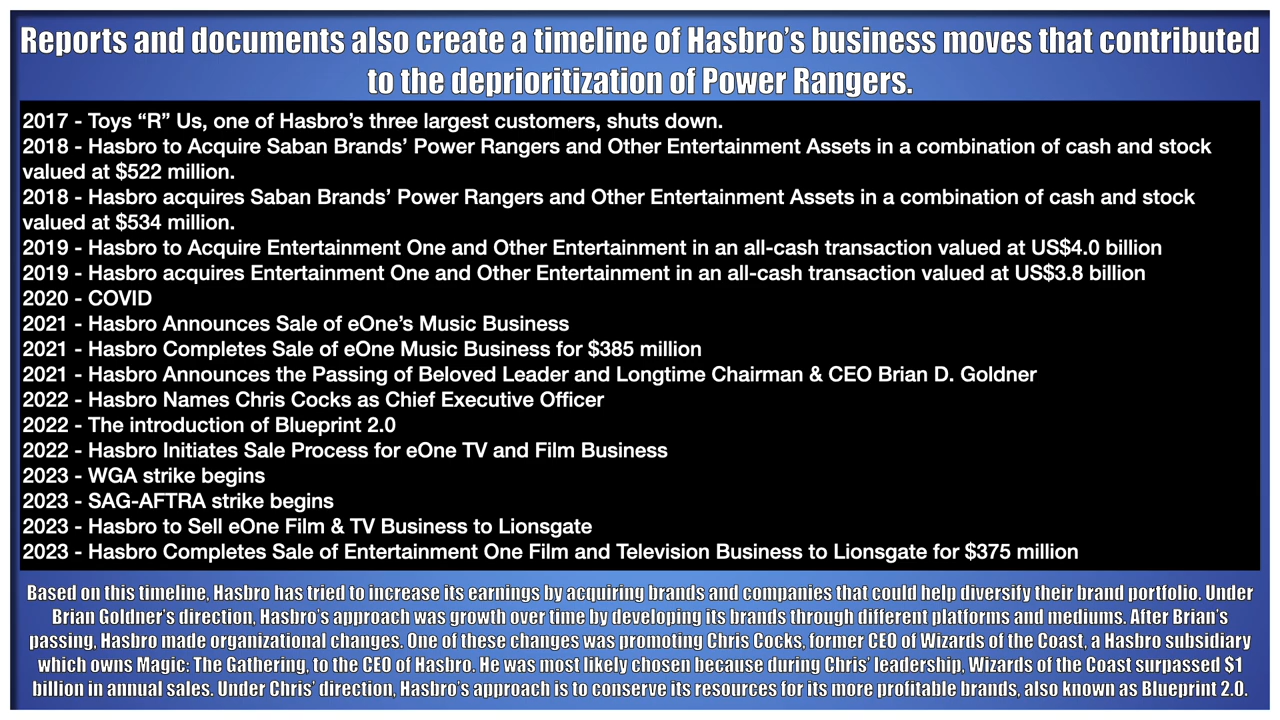 Reports and documents also create a timeline of Hasbro’s business moves that contributed
to the deprioritization of Power Rangers.
2017 - Toys “R” Us, one of Hasbro’s three largest customers, shuts down.
2018 - Hasbro to Acquire Saban Brands’ Power Rangers and Other Entertainment Assets in a combination of cash and stock
valued at $522 million.
2018 - Hasbro acquires Saban Brands’ Power Rangers and Other Entertainment Assets in a combination of cash and stock
valued at $534 million.
2019 - Hasbro to Acquire Entertainment One and Other Entertainment in an all-cash transaction valued at US$4.0 billion
2019 - Hasbro acquires Entertainment One and Other Entertainment in an all-cash transaction valued at US$3.8 billion
2020 - COVID
2021 - Hasbro Announces Sale of eOne’s Music Business
2021 - Hasbro Completes Sale of eOne Music Business for $385 million
2021 - Hasbro Announces the Passing of Beloved Leader and Longtime Chairman & CEO Brian D. Goldner
2022 - Hasbro Names Chris Cocks as Chief Executive Officer
2022 - The introduction of Blueprint 2.0
2022 - Hasbro Initiates Sale Process for eOne TV and Film Business
2023 - WGA strike begins
2023 - SAG-AFTRA strike begins
2023 - Hasbro to Sell eOne Film & TV Business to Lionsgate
2023 - Hasbro Completes Sale of Entertainment One Film and Television Business to Lionsgate for $375 million
Based on this timeline, Hasbro has tried to increase its earnings by acquiring brands and companies that could help diversify their brand portfolio. Under
Brian Goldner’s direction, Hasbro’s approach was growth over time by developing its brands through different platforms and mediums. After Brian’s
passing, Hasbro made organizational changes. One of these changes was promoting Chris Cocks, former CEO of Wizards of the Coast, a Hasbro subsidiary
which owns Magic: The Gathering, to the CEO of Hasbro. He was most likely chosen because during Chris’ leadership, Wizards of the Coast surpassed $1
billion in annual sales. Under Chris’ direction, Hasbro’s approach is to conserve its resources for its more profitable brands, also known as Blueprint 2.0.